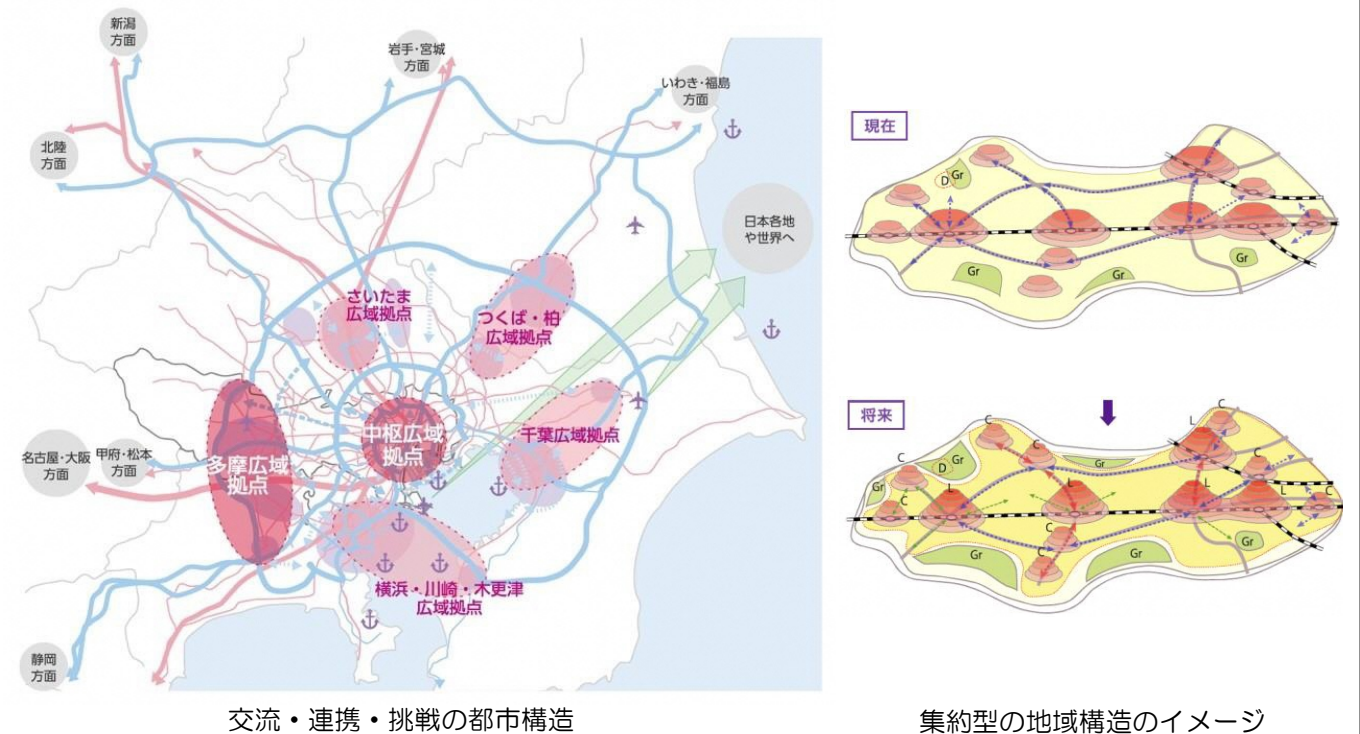 新潟
方面
岩手・宮城
方面
いわき・福島
方面
北陸
方面
日本各地
や世界へ
さいたま
広域拠点
つくば・柏
広域拠点
中枢広域
拠点
千葉広域拠点
名古屋・大阪
方面
甲府・松本
方面
多摩広域
拠点
横浜・川崎・木更津
広域拠点
静岡
方面
交流・連携・挑戦の都市構造
現在
D
Gr
Gr
Gr
Gr
将来
C
C
L
C
C
D
Gr
Gr
C
Gr
C
L
L
C
L
L
C
C
Gr
C
Gr
Gr
集約型の地域構造のイメージ